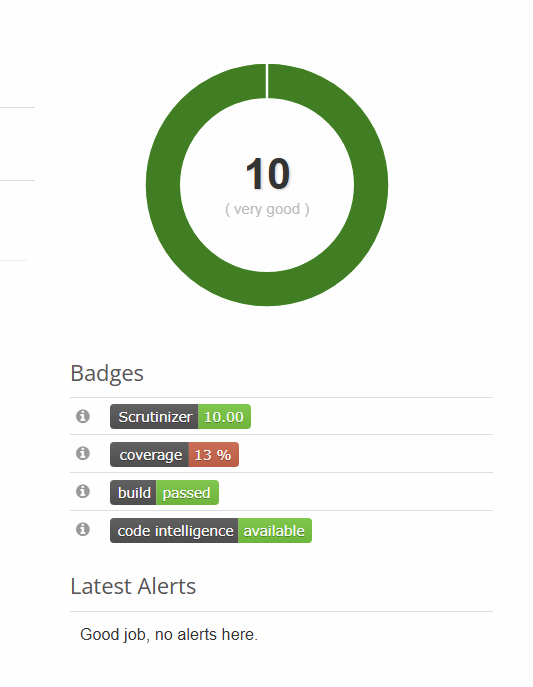 10
( very good )
Badges
Scrutinizer 10.00
coverage 13 %
build passed
code intelligence available
Latest Alerts
Good job, no alerts here.